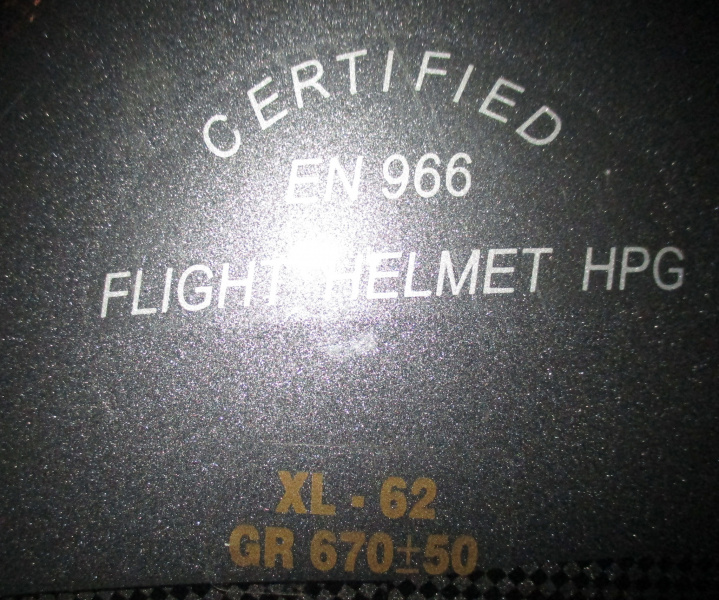 CERTIFIED
EN 966
FLIGHT HELMET HPG
XL - 62
GR 670±50